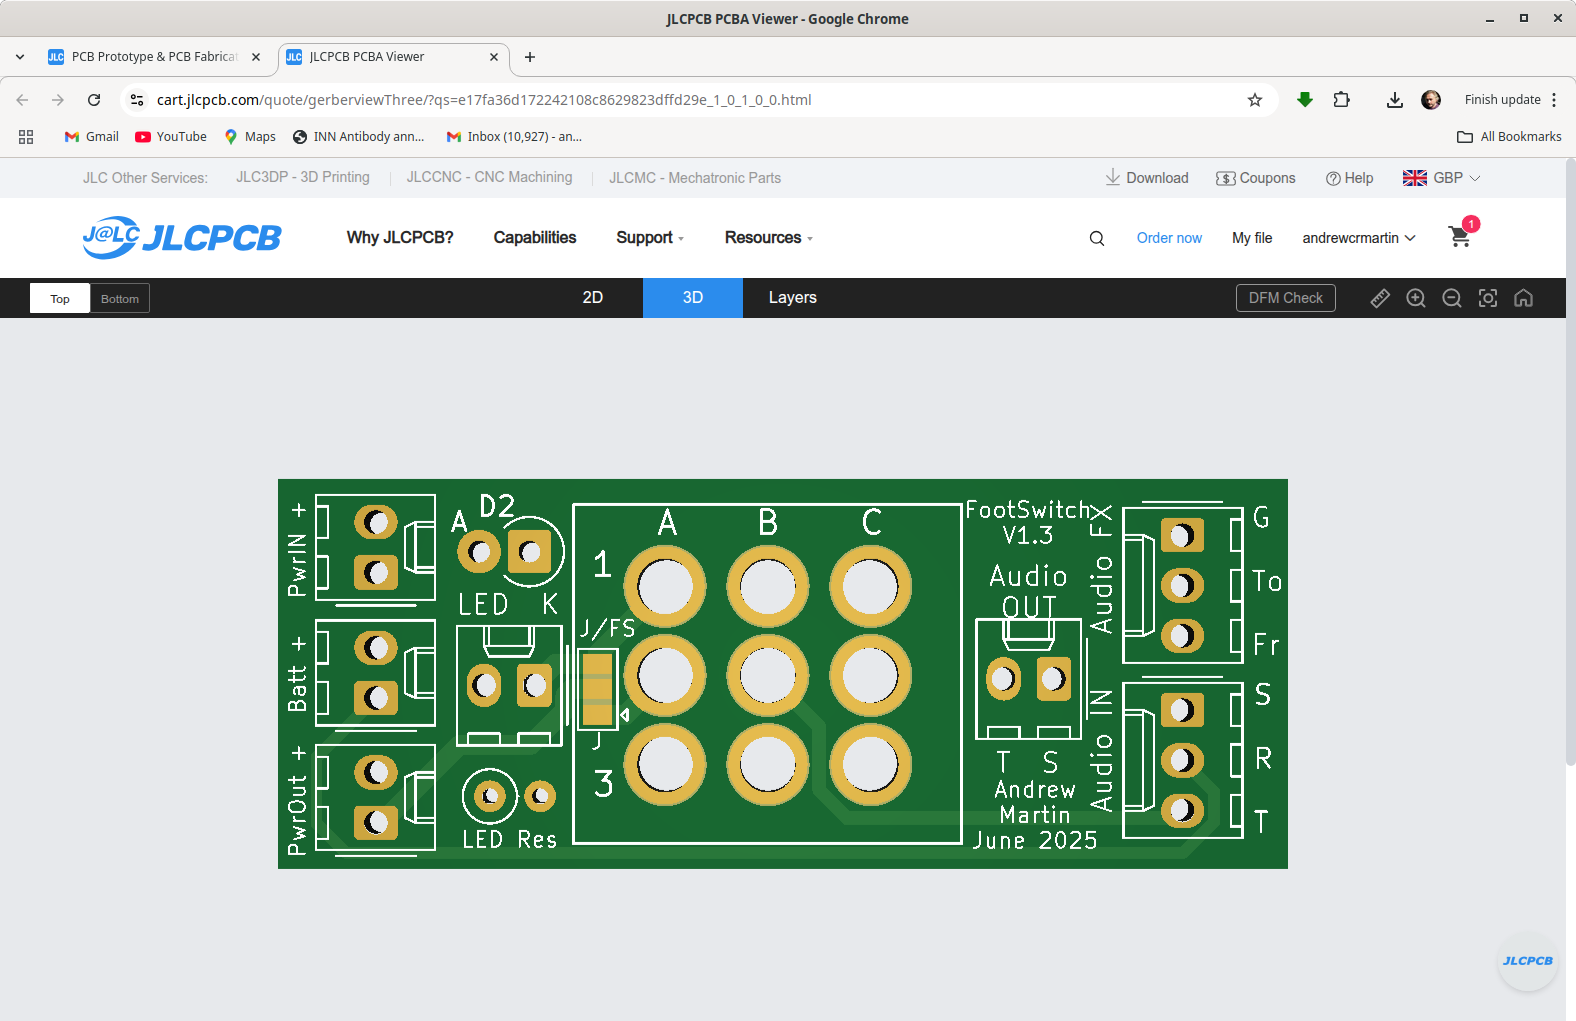 JLCPCB PCBA Viewer - Google Chrome
PCB Prototype & PCB Fabricat
JLC JLCPCB PCBA Viewer
cart.jlcpcb.com/quote/gerberviewThree/?qs=e17fa36d172242108c8629823dffd29e_1_0_1_0_0.html
Finish update
Gmail
YouTube
Maps
INN Antibody ann...
Inbox (10,927) - an...
All Bookmarks
JLC Other Services:
JLC3DP - 3D Printing
JLCCNC - CNC Machining
JLCMC - Mechatronic Parts
Download
Coupons
Help
GBP
J@LC JLCPCB
Why JLCPCB?
Capabilities
Support
Resources
Order now
My file
andrewcrmartin
1
Top
Bottom
2D
3D
Layers
DFM Check
PwrIN +
Batt +
PwrOut +
D2
A
LED K
LED Res
J/FS
J
A B C
1
3
FootSwitch
V1.3
Audio
OUT
T S
Andrew
Martin
June 2025
Audio FX
Audio IN
G
To
Fr
S
R
T
JLCPCB